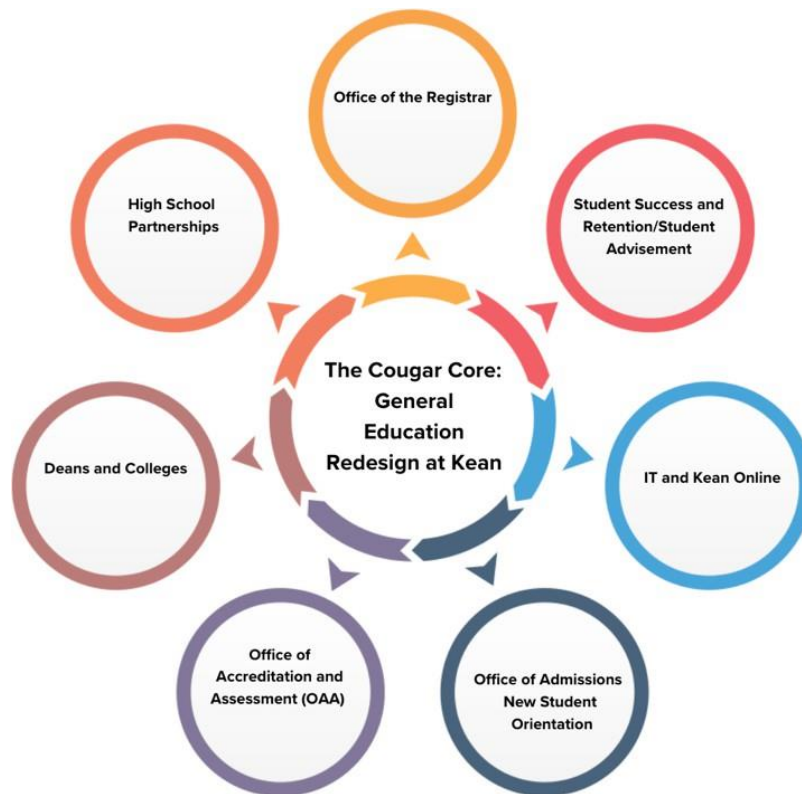 Office of the Registrar
High School
Partnerships
Student Success and
Retention/Student
Advisement
The Cougar Core:
General
Education
Redesign at Kean
Deans and Colleges
IT and Kean Online
Office of
Accreditation and
Assessment (OAA)
Office of Admissions
New Student
Orientation